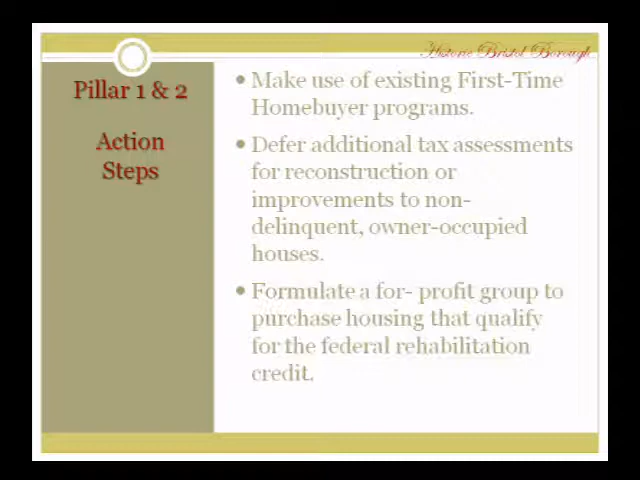 Historic Bristol Borough
Pillar 1 & 2
Action
Steps
Make use of existing First-Time
Homebuyer programs.
Defer additional tax assessments
for reconstruction or
improvements to non-
delinquent, owner-occupied
houses.
Formulate a for- profit group to
purchase housing that qualify
for the federal rehabilitation
credit.